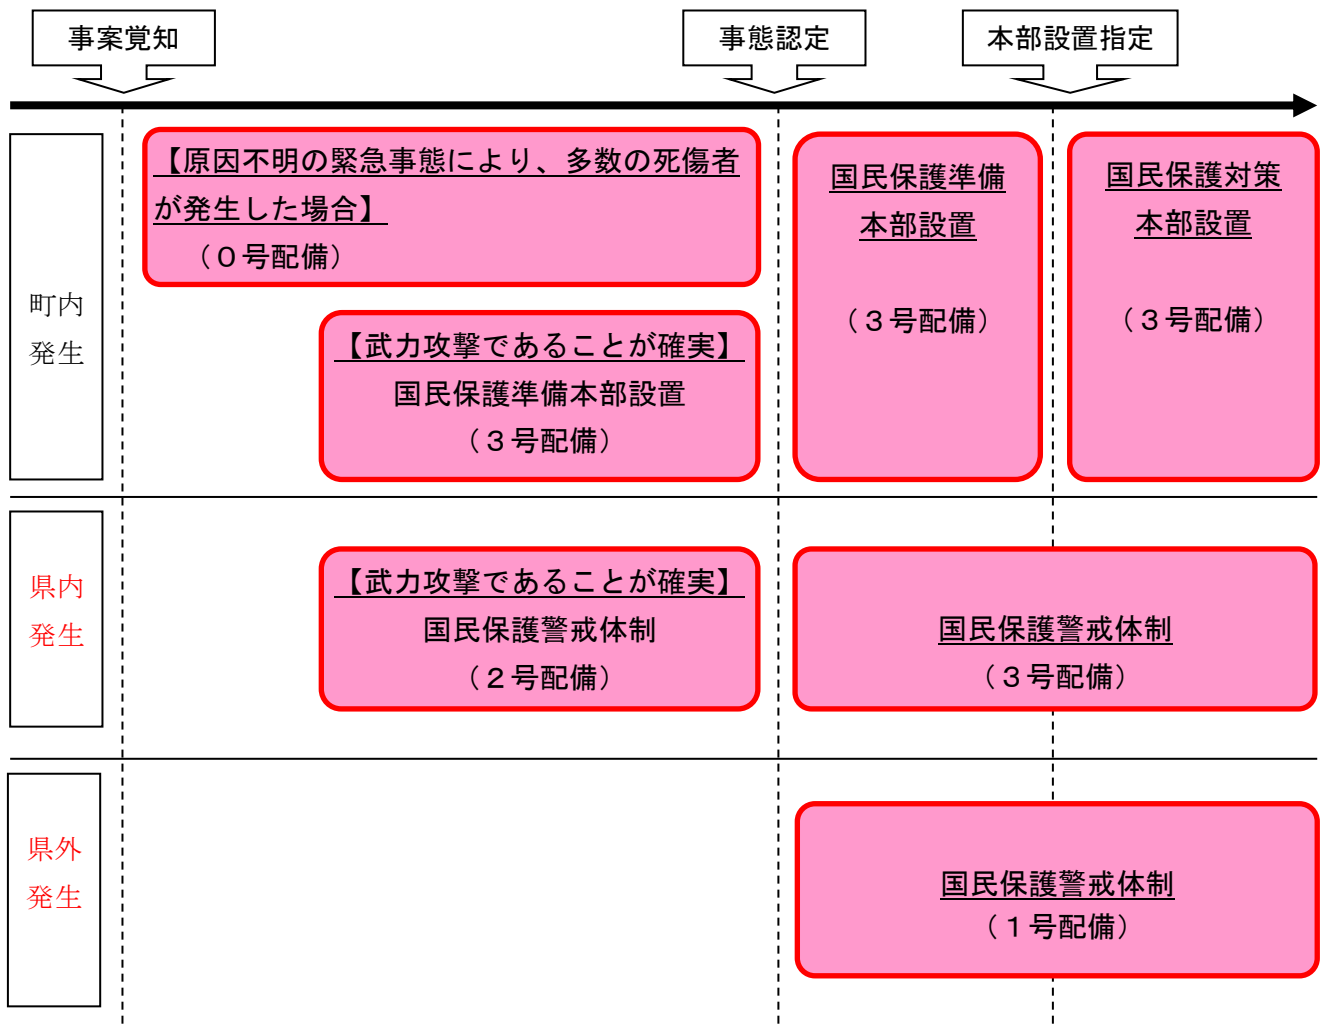 事案覚知
事態認定
本部設置指定
町内
発生
【原因不明の緊急事態により、多数の死傷者
が発生した場合】
（０号配備）
【武力攻撃であることが確実】
国民保護準備本部設置
（３号配備）
国民保護準備
本部設置
（３号配備）
国民保護対策
本部設置
（３号配備）
県内
発生
【武力攻撃であることが確実】
国民保護警戒体制
（２号配備）
国民保護警戒体制
（３号配備）
県外
発生
国民保護警戒体制
（１号配備）